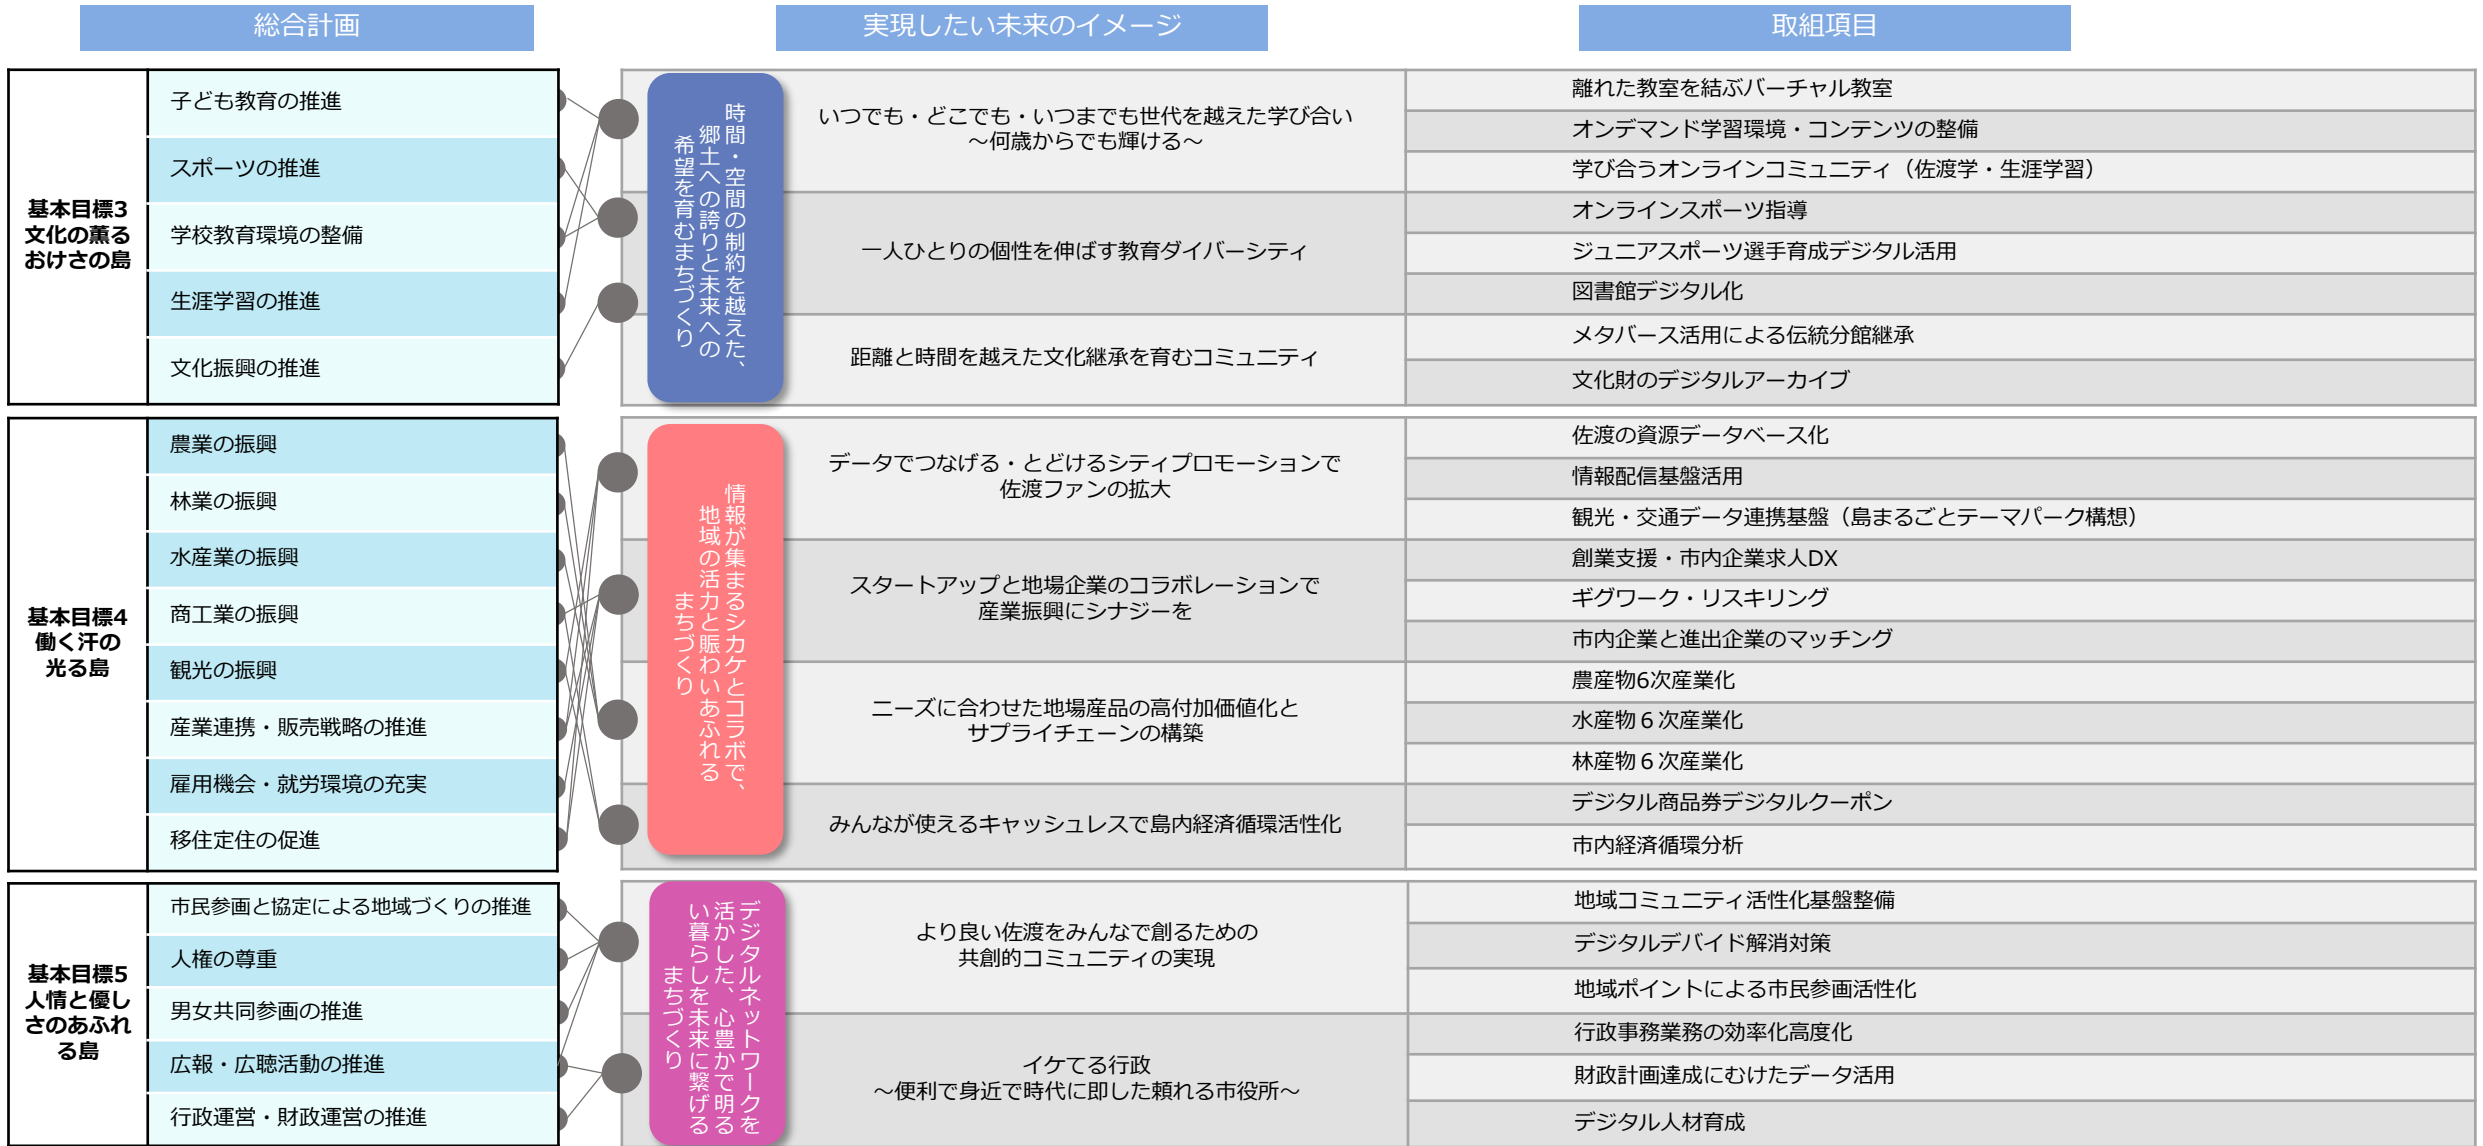 総合計画
実現したい未来のイメージ
取組項目
基本目標3
文化の薫る
おけさの島
子ども教育の推進
スポーツの推進
学校教育環境の整備
生涯学習の推進
文化振興の推進
時間・空間の制約を越えた、
郷土への誇りと未来への
希望を育むまちづくり
いつでも・どこでも・いつまでも世代を越えた学び合い
～何歳からでも輝ける～
一人ひとりの個性を伸ばす教育ダイバーシティ
距離と時間を越えた文化継承を育むコミュニティ
離れた教室を結ぶバーチャル教室
オンデマンド学習環境・コンテンツの整備
学び合うオンラインコミュニティ（佐渡学・生涯学習）
オンラインスポーツ指導
ジュニアスポーツ選手育成デジタル活用
図書館デジタル化
メタバース活用による伝統分館継承
文化財のデジタルアーカイブ
基本目標4
働く汗の
光る島
農業の振興
林業の振興
水産業の振興
商工業の振興
観光の振興
産業連携・販売戦略の推進
雇用機会・就労環境の充実
移住定住の促進
情報が集まるシカケとコラボで、
地域の活力と賑わいあふれる
まちづくり
データでつなげる・とどけるシティプロモーションで
佐渡ファンの拡大
スタートアップと地場企業のコラボレーションで
産業振興にシナジーを
ニーズに合わせた地場産品の高付加価値化と
サプライチェーンの構築
みんなが使えるキャッシュレスで島内経済循環活性化
佐渡の資源データベース化
情報配信基盤活用
観光・交通データ連携基盤（島まるごとテーマパーク構想）
創業支援・市内企業求人DX
ギグワーク・リスキリング
市内企業と進出企業のマッチング
農産物6次産業化
水産物６次産業化
林産物６次産業化
デジタル商品券デジタルクーポン
市内経済循環分析
基本目標5
人情と優し
さのあふれ
る島
市民参画と協定による地域づくりの推進
人権の尊重
男女共同参画の推進
広報・広聴活動の推進
行政運営・財政運営の推進
デジタルネットワークを
活かした、心豊かで明る
い暮らしを未来に繋げる
まちづくり
より良い佐渡をみんなで創るための
共創的コミュニティの実現
イケてる行政
～便利で身近で時代に即した頼れる市役所～
地域コミュニティ活性化基盤整備
デジタルデバイド解消対策
地域ポイントによる市民参画活性化
行政事務業務の効率化高度化
財政計画達成にむけたデータ活用
デジタル人材育成